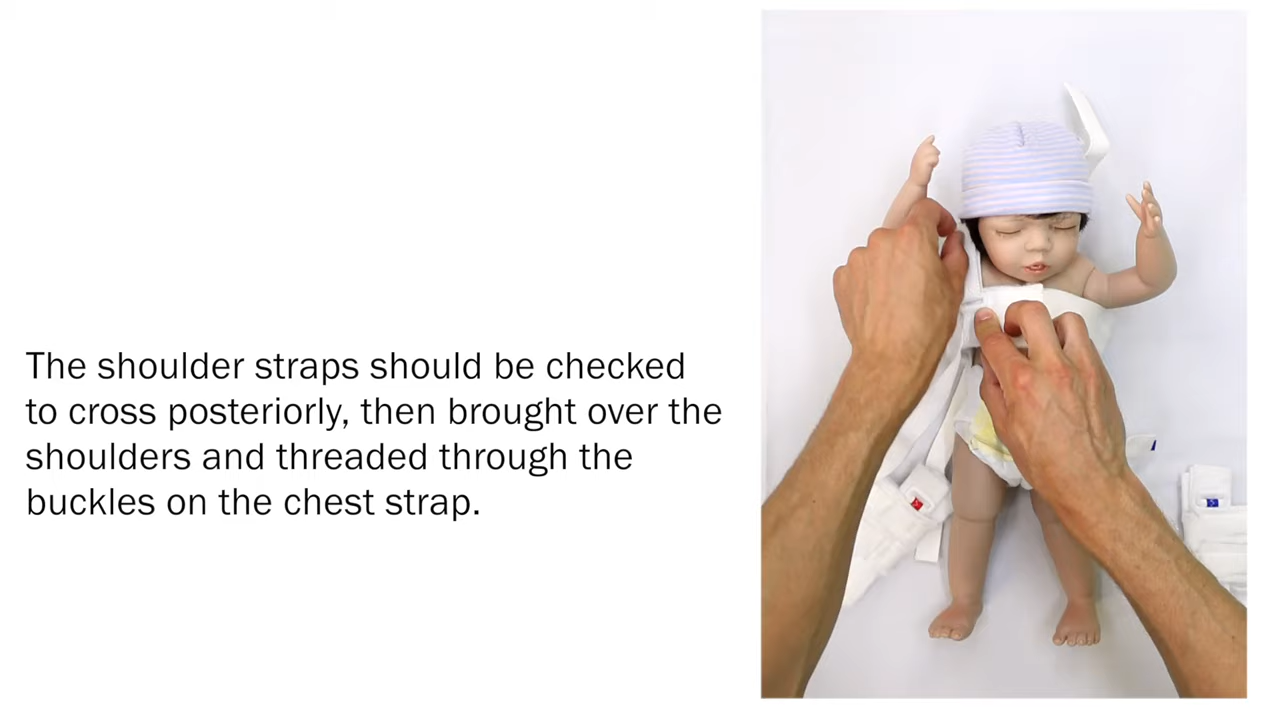 The shoulder straps should be checked
to cross posteriorly, then brought over the
shoulders and threaded through the
buckles on the chest strap.